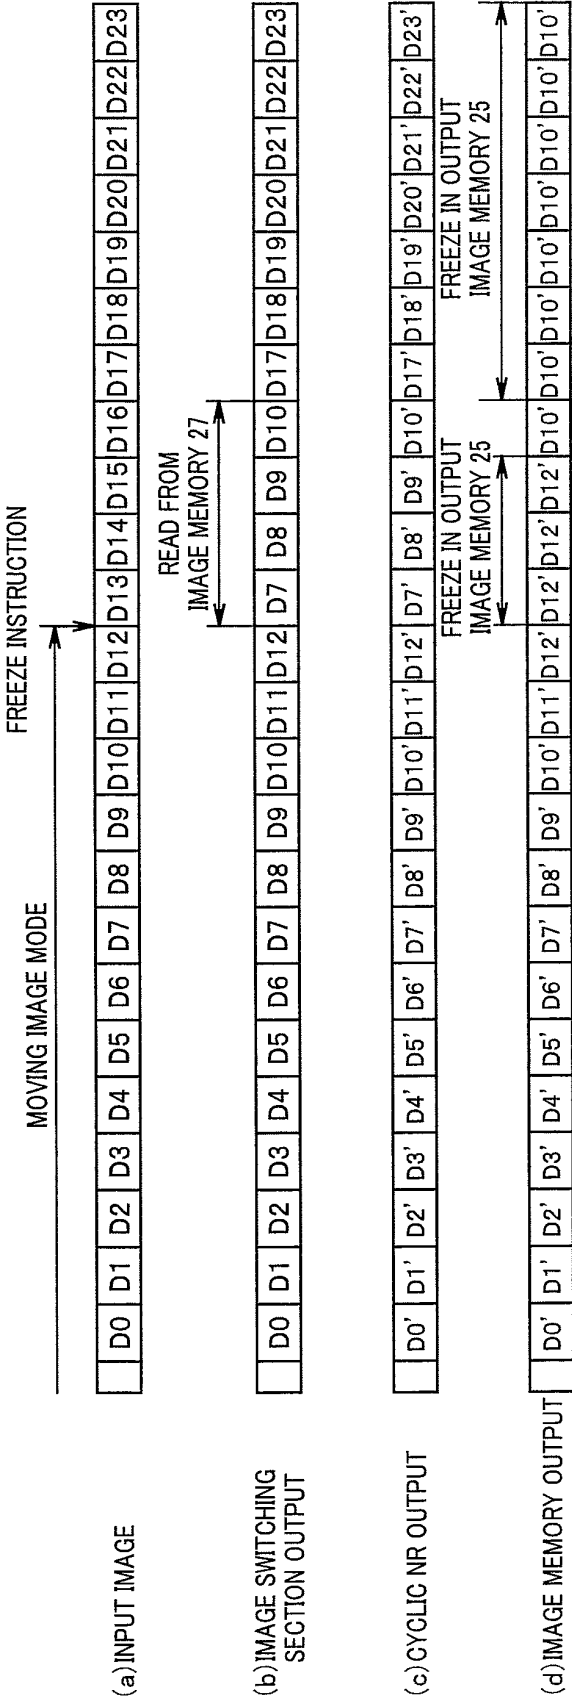 FREEZE INSTRUCTION
MOVING IMAGE MODE
(a)INPUT IMAGE
D0 D1 D2 D3 D4 D5 D6 D7 D8 D9 D10 D11 D12 D13 D14 D15 D16 D17 D18 D19 D20 D21 D22 D23
READ FROM
IMAGE MEMORY 27
(b)IMAGE SWITCHING
SECTION OUTPUT
D0 D1 D2 D3 D4 D5 D6 D7 D8 D9 D10 D11 D12 D7 D8 D9 D10 D17 D18 D19 D20 D21 D22 D23
(c)CYCLIC NR OUTPUT
D0' D1' D2' D3' D4' D5' D6' D7' D8' D9' D10' D11' D12' D7' D8' D9' D10' D17' D18' D19' D20' D21' D22' D23'
FREEZE IN OUTPUT
IMAGE MEMORY 25
FREEZE IN OUTPUT
IMAGE MEMORY 25
(d)IMAGE MEMORY OUTPUT
D0' D1' D2' D3' D4' D5' D6' D7' D8' D9' D10' D11' D12' D12' D12' D12' D10' D10' D10' D10' D10' D10' D10' D10'